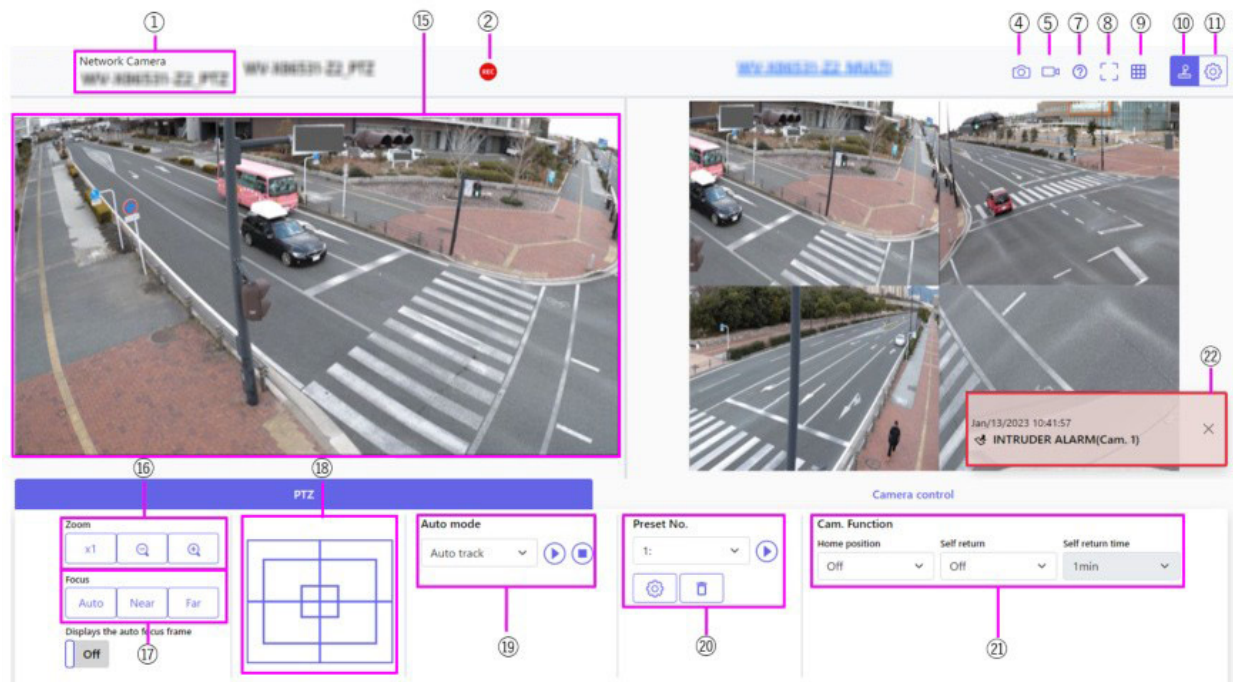 ① ⑮ ② ④ ⑤ ⑦ ⑧ ⑨ ⑩ ⑪
Network Camera
REC
㉒
Jan/13/2023 10:41:57
INTRUDER ALARM(Cam. 1)
⑯ ⑱
PTZ Camera control
Zoom Auto mode Preset No. Cam. Function
Home position Self return Self return time
x1 Auto track 1: Off Off 1min
Focus
Auto Near Far
Displays the auto focus frame
Off
⑰ ⑲ ⑳ ㉑